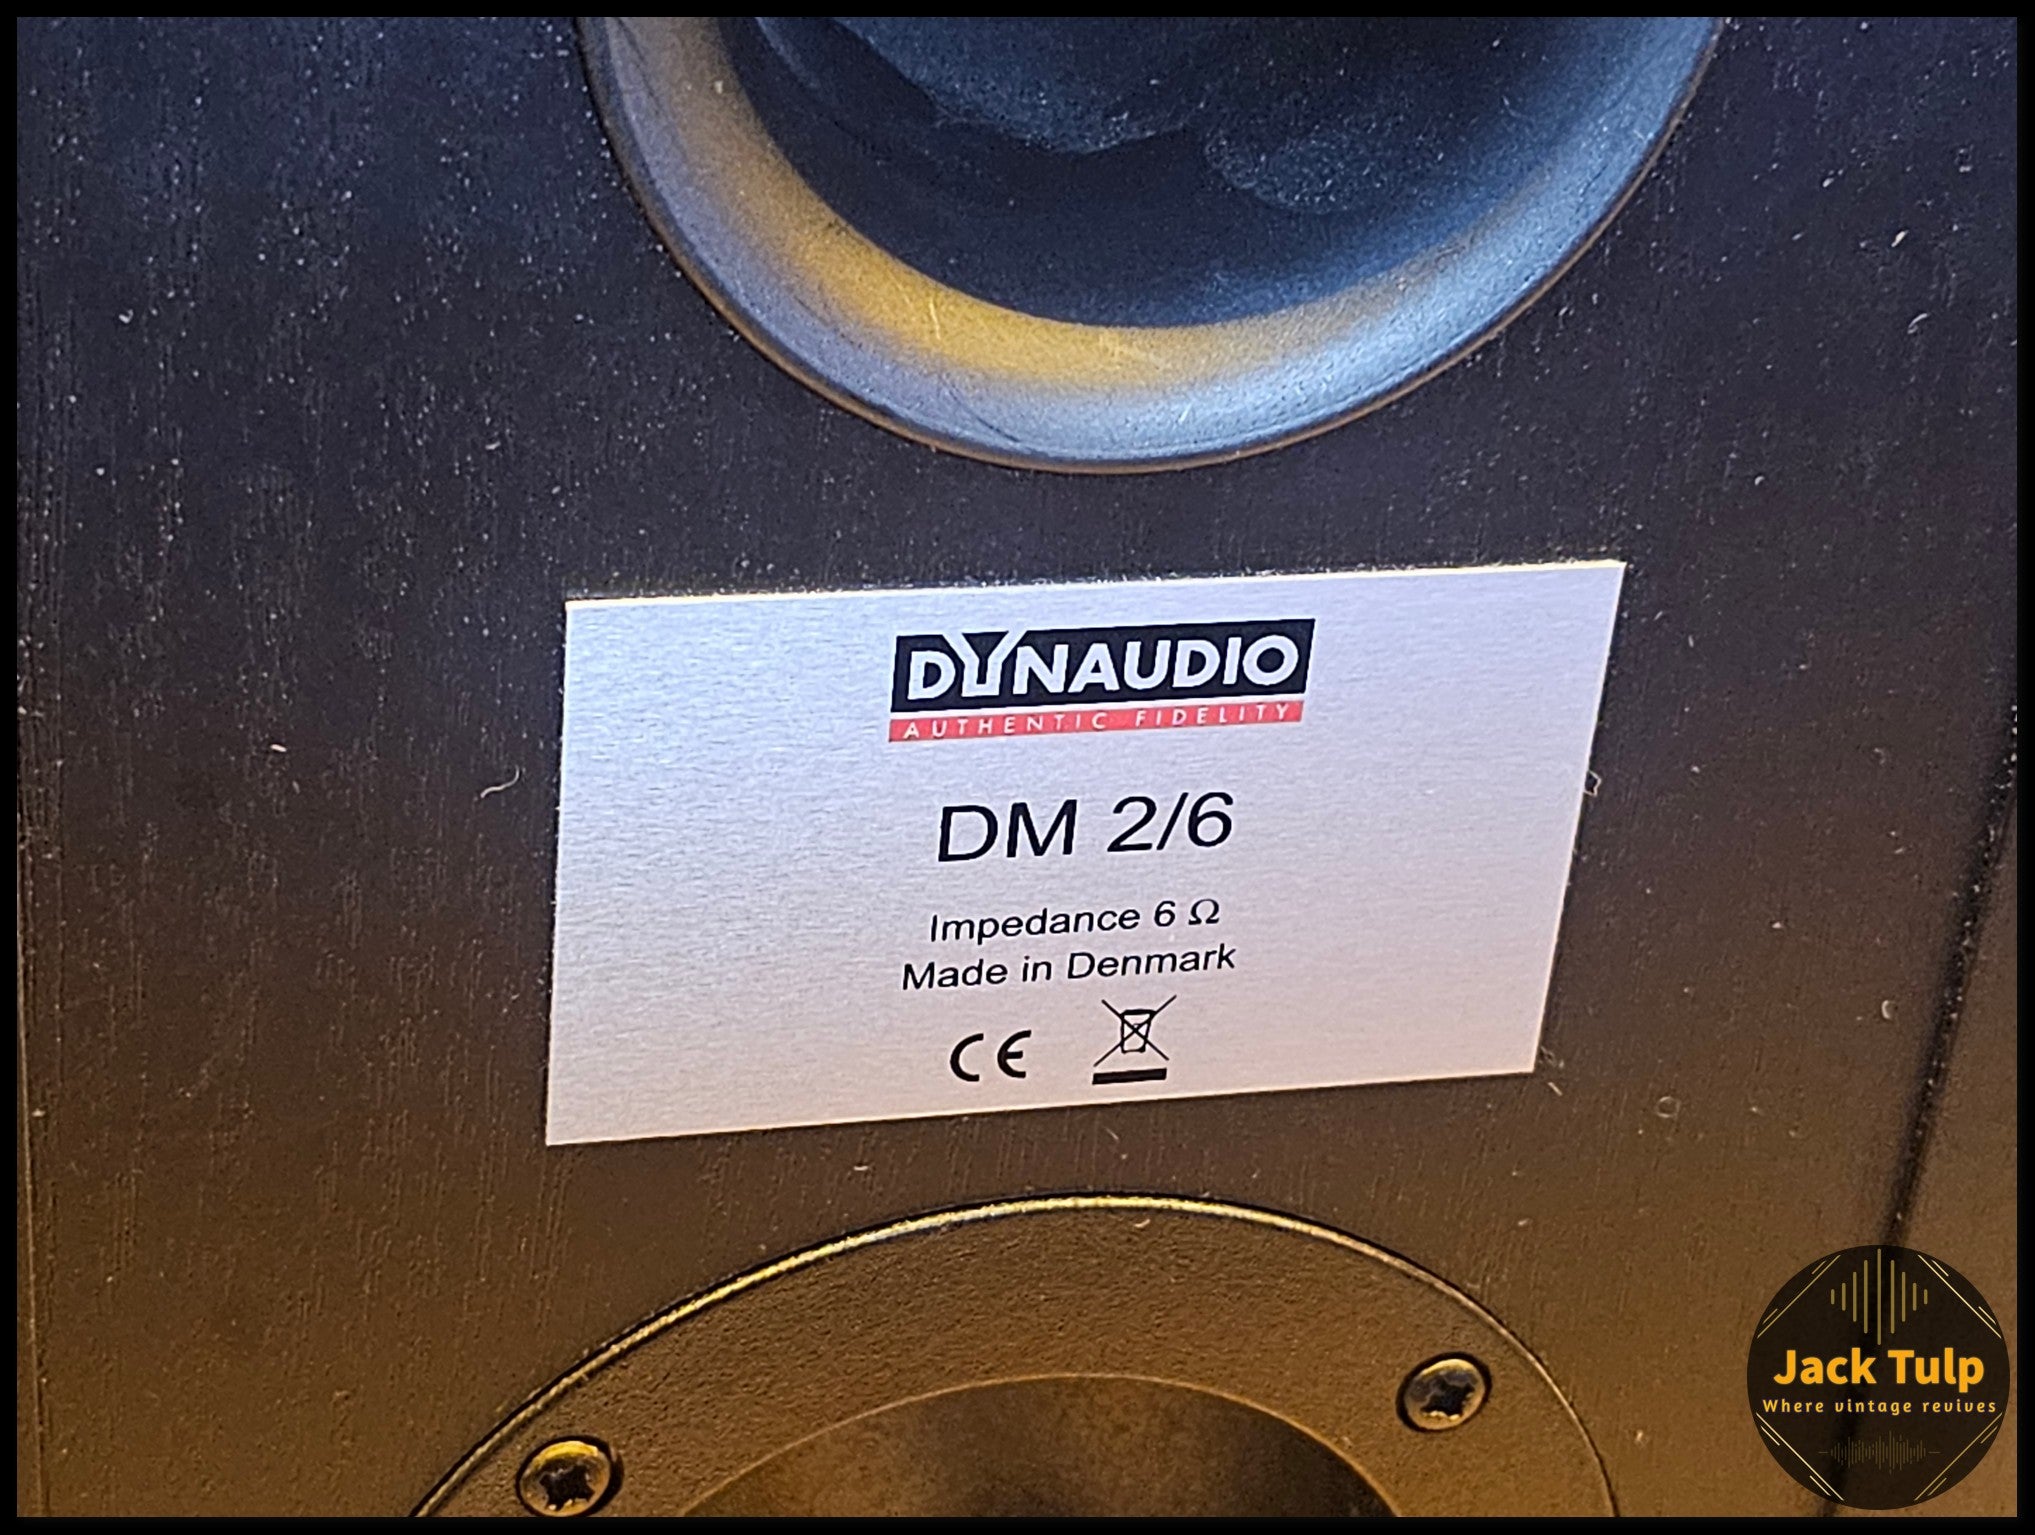 DYNAUDIO
AUTHENTIC FIDELITY
DM 2/6
Impedance 6 Ω
Made in Denmark
CE
Jack Tulp
Where vintage revives